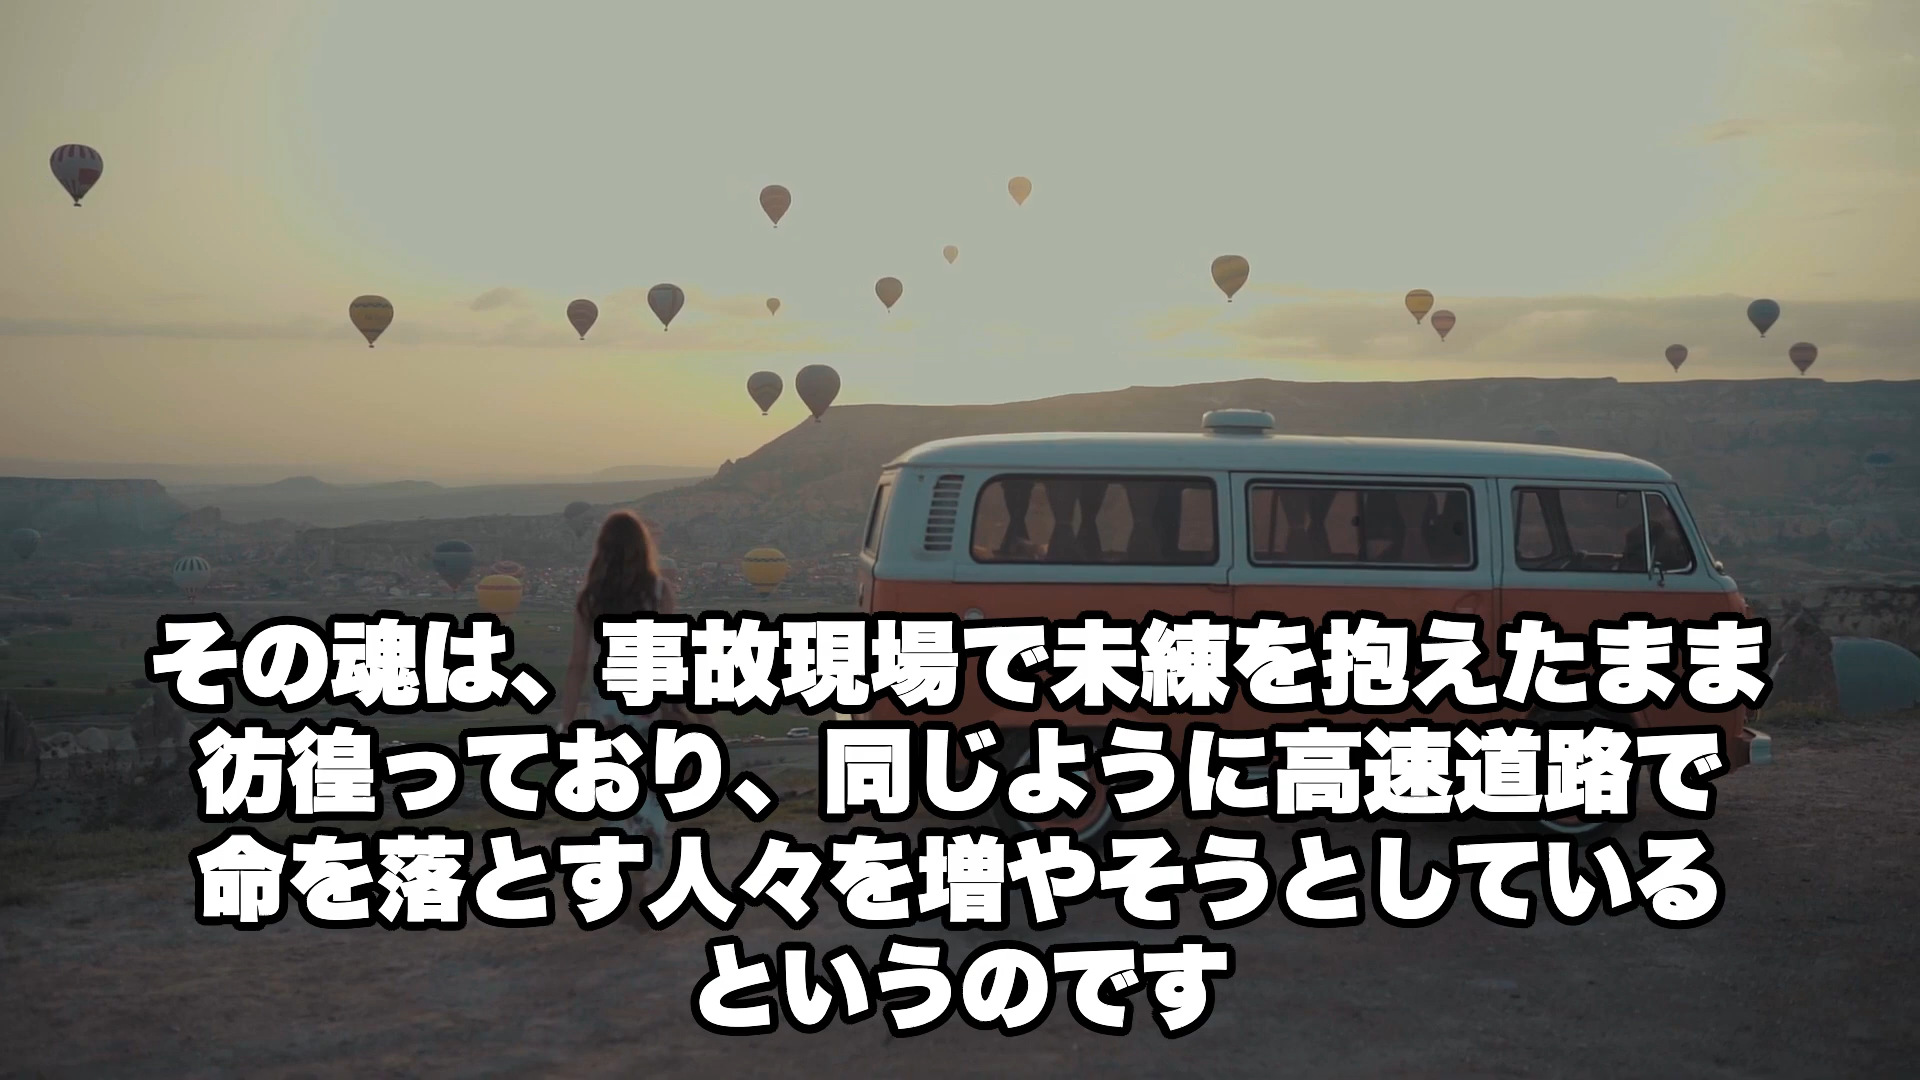 その魂は、事故現場で未練を抱えたまま
彷徨っており、同じように高速道路で
命を落とす人々を増やそうとしている
というのです